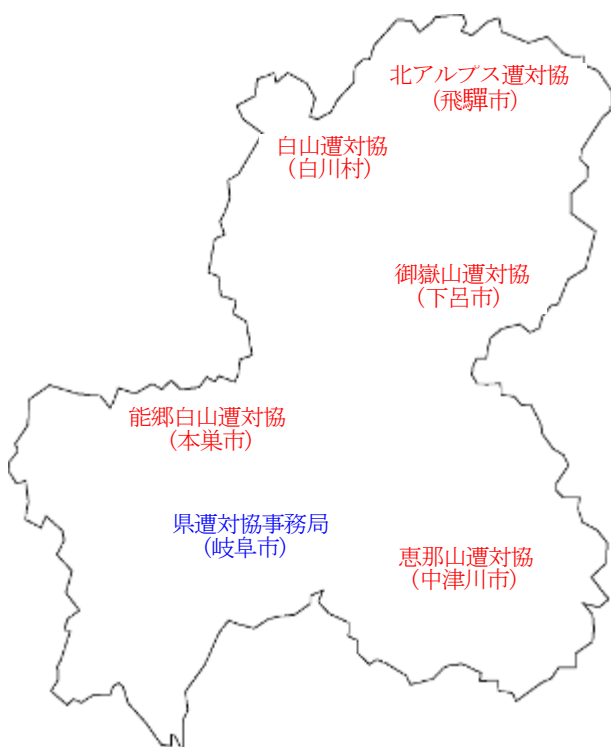 北アルプス遭対協
(飛驒市)
白山遭対協
(白川村)
御嶽山遭対協
(下呂市)
能郷白山遭対協
(本巣市)
県遭対協事務局
(岐阜市)
恵那山遭対協
(中津川市)